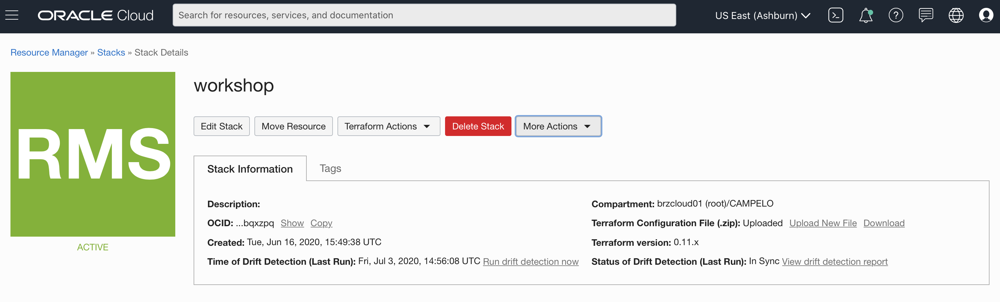 ORACLE Cloud
Search for resources, services, and documentation
US East (Ashburn)
Resource Manager » Stacks » Stack Details
RMS
ACTIVE
workshop
Edit Stack
Move Resource
Terraform Actions
Delete Stack
More Actions
Stack Information
Tags
Description:
OCID: ...bqxzpq Show Copy
Created: Tue, Jun 16, 2020, 15:49:38 UTC
Time of Drift Detection (Last Run): Fri, Jul 3, 2020, 14:56:08 UTC Run drift detection now
Compartment: brzcloud01 (root)/CAMPELO
Terraform Configuration File (.zip): Uploaded Upload New File Download
Terraform version: 0.11.x
Status of Drift Detection (Last Run): In Sync View drift detection report